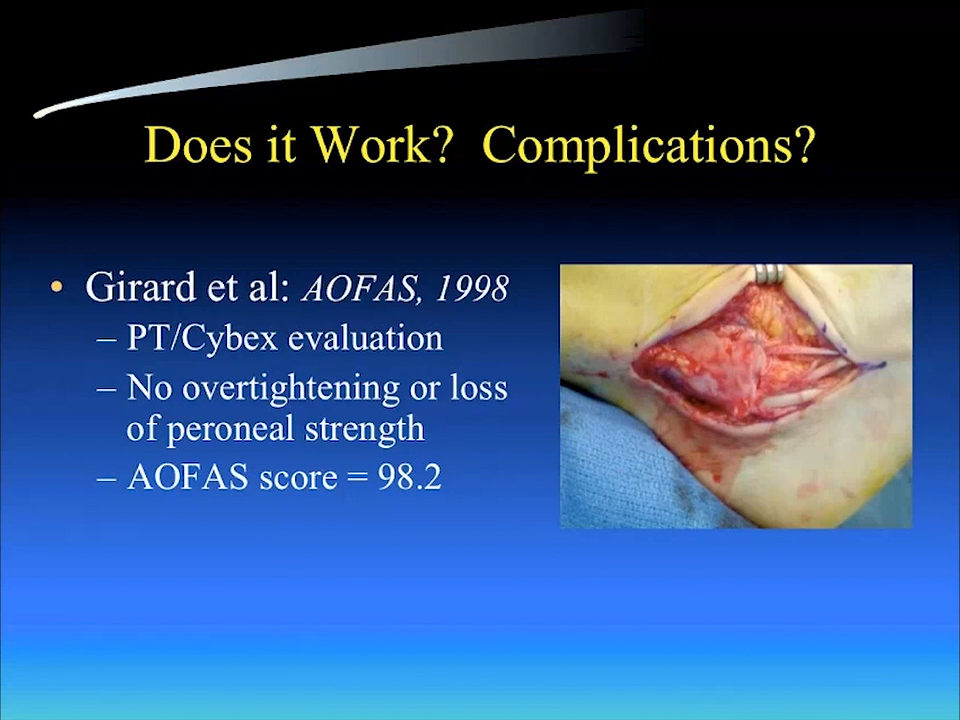 Does it Work?  Complications?
• Girard et al: AOFAS, 1998
– PT/Cybex evaluation
– No overtightening or loss
of peroneal strength
– AOFAS score = 98.2